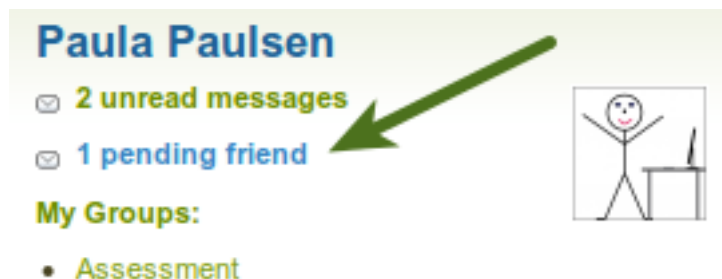 Paula Paulsen
2 unread messages
1 pending friend
My Groups:
Assessment